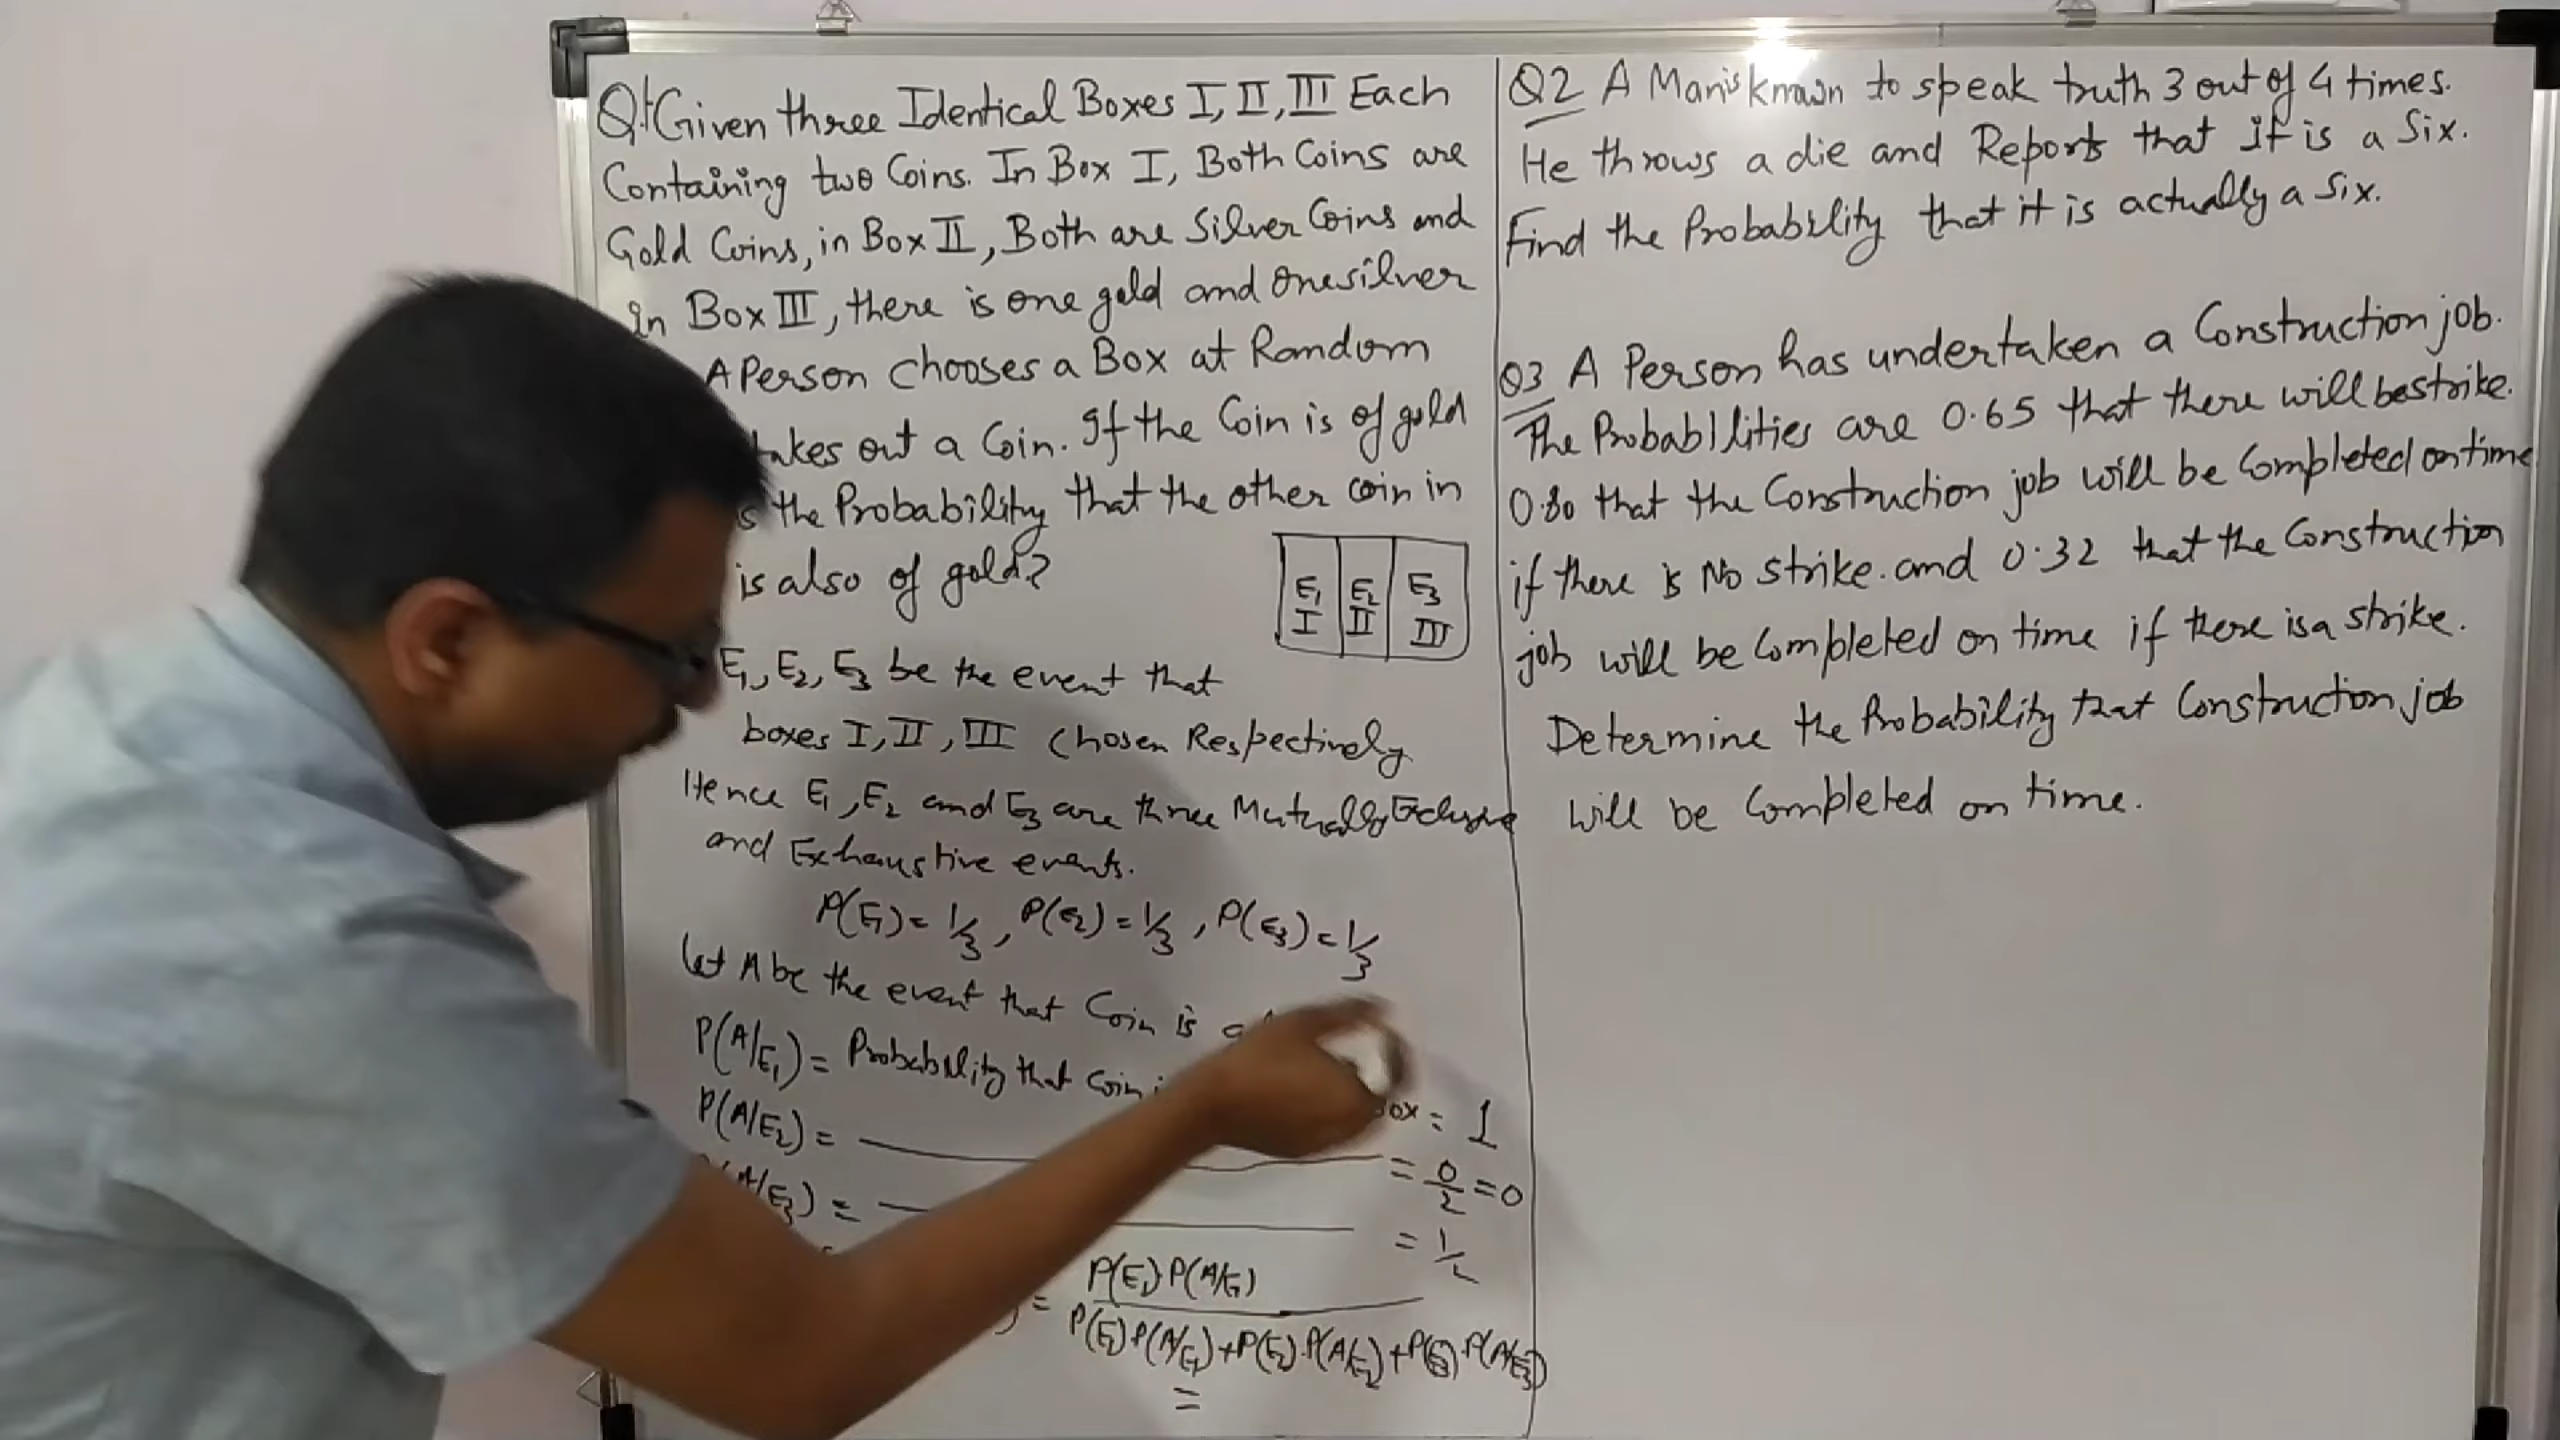 Q.1 Given three Identical Boxes I, II, III Each
Containing two Coins. In Box I, Both Coins are
Gold Coins, in Box II, Both are Silver Coins and
in Box III, there is one gold and one silver
A Person chooses a Box at Random
takes out a Coin. If the Coin is of gold
the Probability that the other coin in
is also of gold?
E1 E2 E3
I II III
E1, E2, E3 be the event that
boxes I, II, III Chosen Respectively
Hence E1, E2 and E3 are three Mutually Exclusive
and Exhaustive events.
P(E1) = 1/3, P(E2) = 1/3, P(E3) = 1/3
Let A be the event that Coin is
P(A/E1) = Probability that Coin Box = 1
P(A/E2) = = 0/2 = 0
(A/E3) = = 1/2
= P(E1) P(A/E1)
P(E1) P(A/E1) + P(E2) . P(A/E2) + P(E3) . P(A/E3)
=
Q2 A Man is known to speak truth 3 out of 4 times.
He throws a die and Reports that it is a Six.
Find the Probability that it is actually a Six.
Q3 A Person has undertaken a Construction job.
The Probabilities are 0.65 that there will be strike.
0.80 that the Construction job will be Completed on time
if there is No strike. and 0.32 that the Construction
job will be Completed on time if there is a strike.
Determine the Probability that Construction job
will be Completed on time.